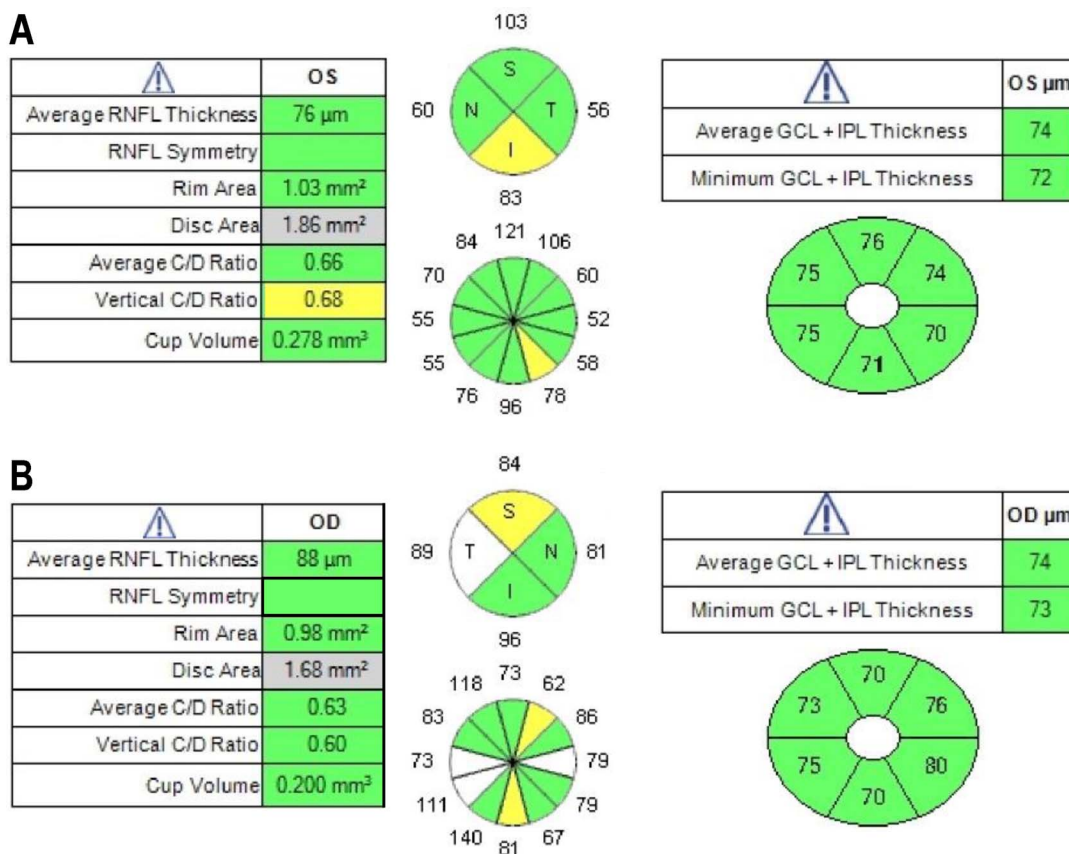 A
OS
Average RNFL Thickness 76 µm
RNFL Symmetry
Rim Area 1.03 mm²
Disc Area 1.86 mm²
Average C/D Ratio 0.66
Vertical C/D Ratio 0.68
Cup Volume 0.278 mm³
103
S
60 N T 56
I
83
121
84 106
70 60
55 52
55 58
76 78
96
OS µm
Average GCL + IPL Thickness 74
Minimum GCL + IPL Thickness 72
76
75 74
75 70
71
B
OD
Average RNFL Thickness 88 µm
RNFL Symmetry
Rim Area 0.98 mm²
Disc Area 1.68 mm²
Average C/D Ratio 0.63
Vertical C/D Ratio 0.60
Cup Volume 0.200 mm³
84
S
89 T N 81
I
96
73
118 62
83 86
73 79
111 79
140 67
81
OD µm
Average GCL + IPL Thickness 74
Minimum GCL + IPL Thickness 73
70
73 76
75 80
70